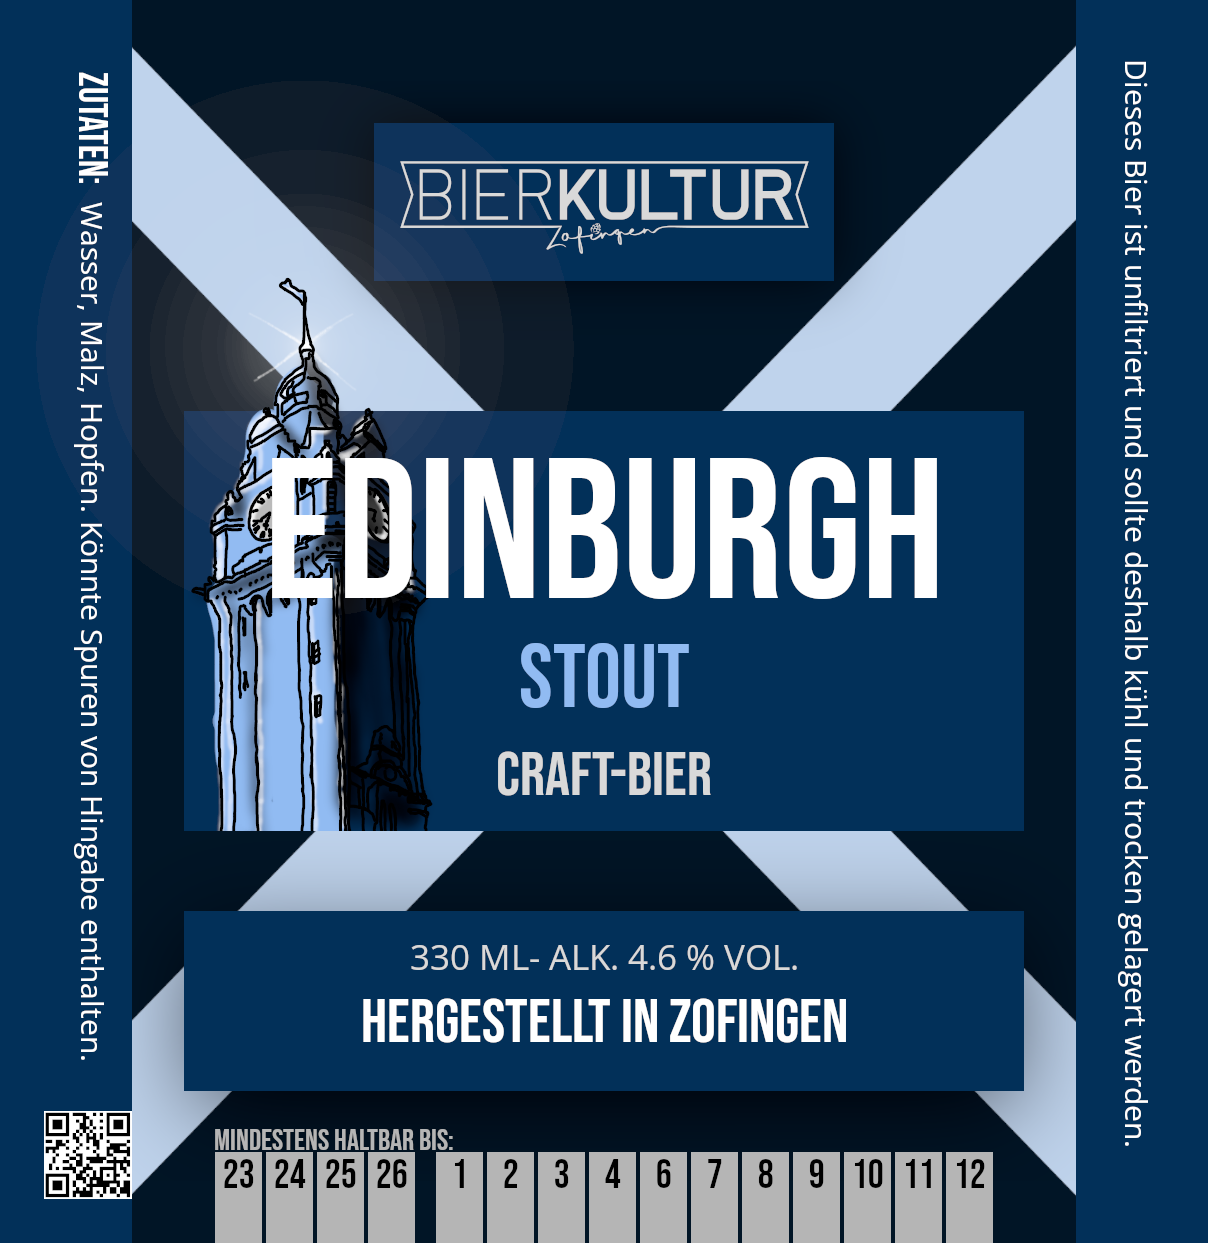 ZUTATEN: Wasser, Malz, Hopfen. Könnte Spuren von Hingabe enthalten.
BIERKULTUR
Zofingen
EDINBURGH
STOUT
CRAFT-BIER
330 ML- ALK. 4.6 % VOL.
HERGESTELLT IN ZOFINGEN
MINDESTENS HALTBAR BIS:
23 24 25 26 1 2 3 4 6 7 8 9 10 11 12
Dieses Bier ist unfiltriert und sollte deshalb kühl und trocken gelagert werden.